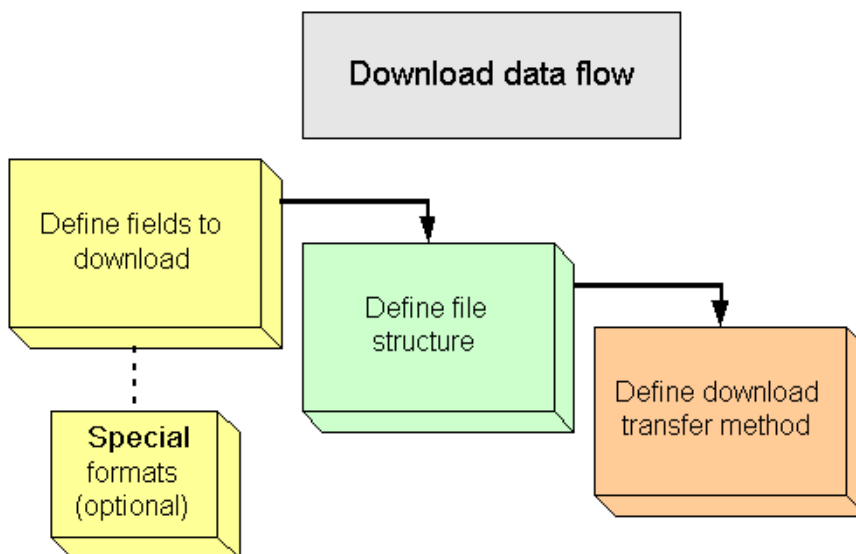 Download data flow
Define fields to
download
Define file
structure
Define download
transfer method
Special
formats
(optional)